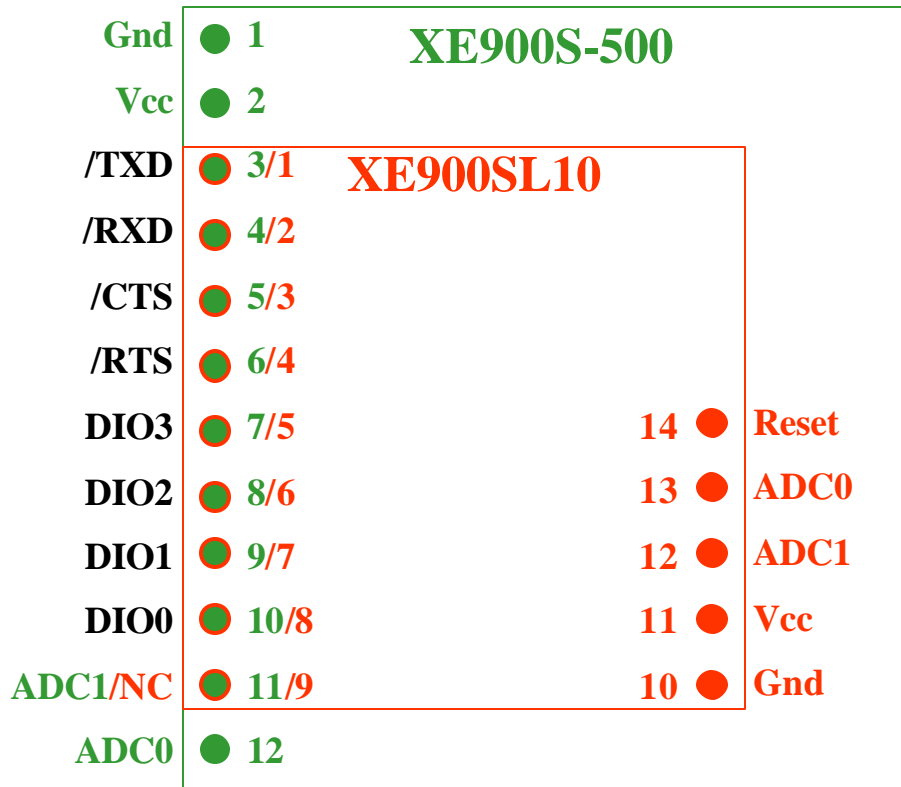 Gnd 1 XE900S-500
Vcc 2
/TXD 3/1 XE900SL10
/RXD 4/2
/CTS 5/3
/RTS 6/4
DIO3 7/5 14 Reset
DIO2 8/6 13 ADC0
DIO1 9/7 12 ADC1
DIO0 10/8 11 Vcc
ADC1/NC 11/9 10 Gnd
ADC0 12